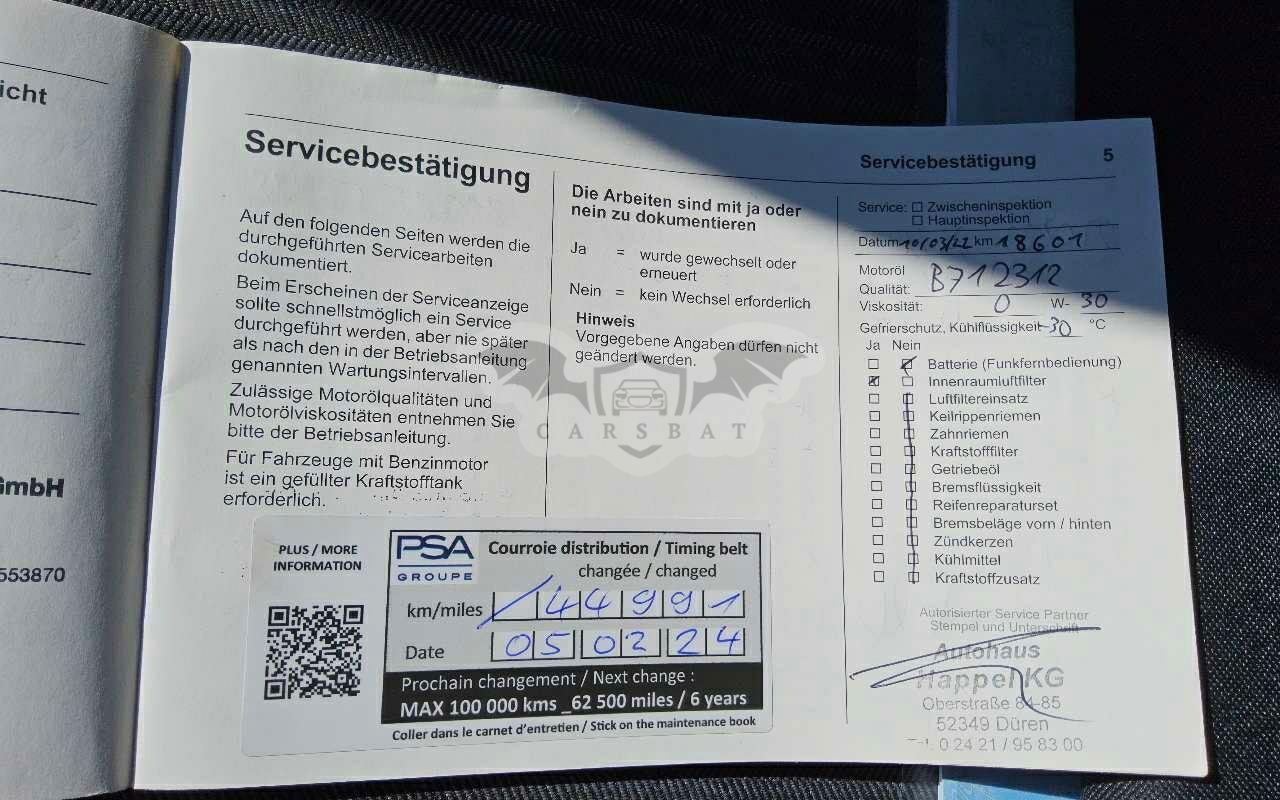 icht
GmbH
553870
Servicebestätigung
Auf den folgenden Seiten werden die
durchgeführten Servicearbeiten
dokumentiert.
Beim Erscheinen der Serviceanzeige
sollte schnellstmöglich ein Service
durchgeführt werden, aber nie später
als nach den in der Betriebsanleitung
genannten Wartungsintervallen.
Zulässige Motorölqualitäten und
Motorölviskositäten entnehmen Sie
bitte der Betriebsanleitung.
Für Fahrzeuge mit Benzinmotor
ist ein gefüllter Kraftstofftank
erforderlich.
PLUS / MORE
INFORMATION
PSA
GROUPE
Courroie distribution / Timing belt
changée / changed
km/miles 44991
Date 05 02 24
Prochain changement / Next change :
MAX 100 000 kms _62 500 miles / 6 years
Coller dans le carnet d'entretien / Stick on the maintenance book
Die Arbeiten sind mit ja oder
nein zu dokumentieren
Ja = wurde gewechselt oder
erneuert
Nein = kein Wechsel erforderlich
Hinweis
Vorgegebene Angaben dürfen nicht
geändert werden.
CARSBAT
Servicebestätigung 5
Service: Zwischeninspektion
Hauptinspektion
Datum 10/03/22 km 18601
Motoröl
Qualität: B712312
Viskosität: 0 W- 30
Gefrierschutz, Kühlflüssigkeit -30 °C
Ja Nein
Batterie (Funkfernbedienung)
Innenraumluftfilter
Luftfiltereinsatz
Keilrippenriemen
Zahnriemen
Kraftstofffilter
Getriebeöl
Bremsflüssigkeit
Reifenreparaturset
Bremsbeläge vorn / hinten
Zündkerzen
Kühlmittel
Kraftstoffzusatz
Autorisierter Service Partner
Stempel und Unterschrift
Autohaus
Happel KG
Oberstraße 84-85
52349 Düren
Tel. 0 24 21 / 95 83 00